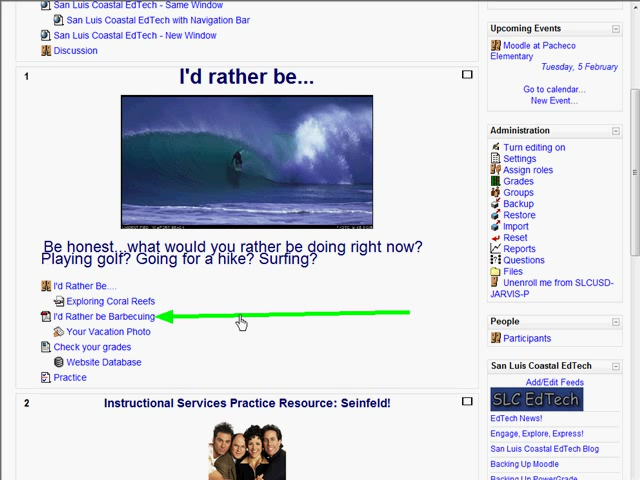 San Luis Coastal EdTech - Same Window
San Luis Coastal EdTech with Navigation Bar
San Luis Coastal EdTech - New Window
Discussion
1
I'd rather be...
Be honest...what would you rather be doing right now?
Playing golf? Going for a hike? Surfing?
I'd Rather Be....
Exploring Coral Reefs
I'd Rather be Barbecuing
Your Vacation Photo
Check your grades
Website Database
Practice
2
Instructional Services Practice Resource: Seinfeld!
Upcoming Events
Moodle at Pacheco
Elementary
Tuesday, 5 February
Go to calendar...
New Event...
Administration
Turn editing on
Settings
Assign roles
Grades
Groups
Backup
Restore
Import
Reset
Reports
Questions
Files
Unenroll me from SLCUSD-
JARVIS-P
People
Participants
San Luis Coastal EdTech
Add/Edit Feeds
SLC EdTech
EdTech News!
Engage, Explore, Express!
San Luis Coastal EdTech Blog
Backing Up Moodle
Backing Up PowerGrade